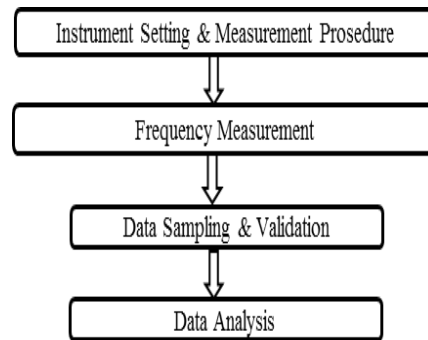 Instrument Setting & Measurement Prosedure
Frequency Measurement
Data Sampling & Validation
Data Analysis